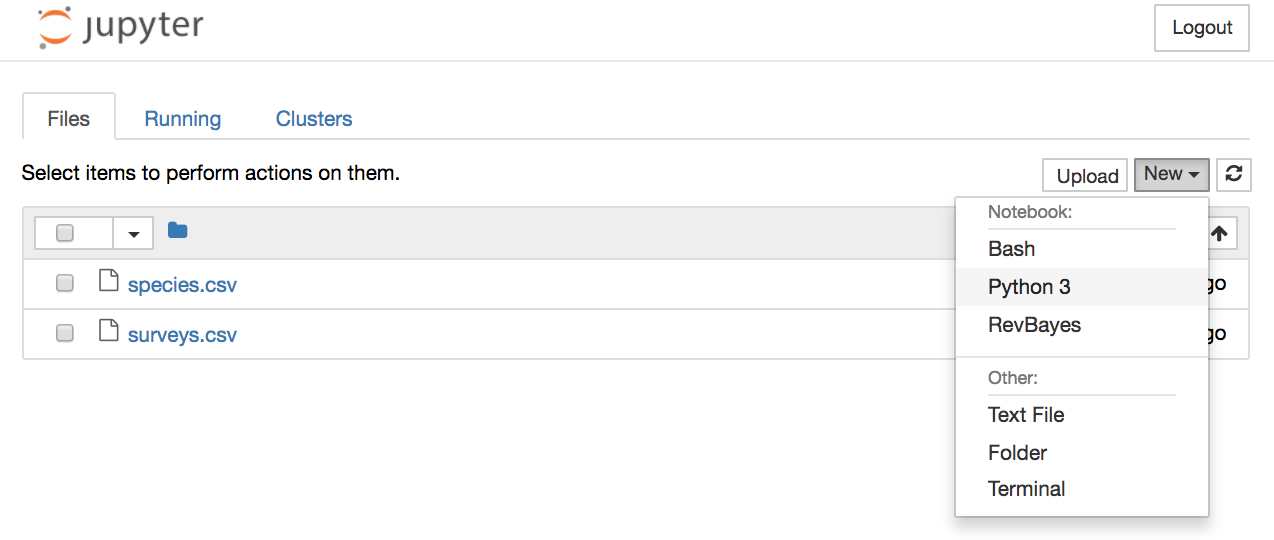 jupyter
Logout
Files Running Clusters
Select items to perform actions on them.
Upload New
Notebook:
Bash
species.csv
Python 3
go
RevBayes
surveys.csv
go
Other:
Text File
Folder
Terminal